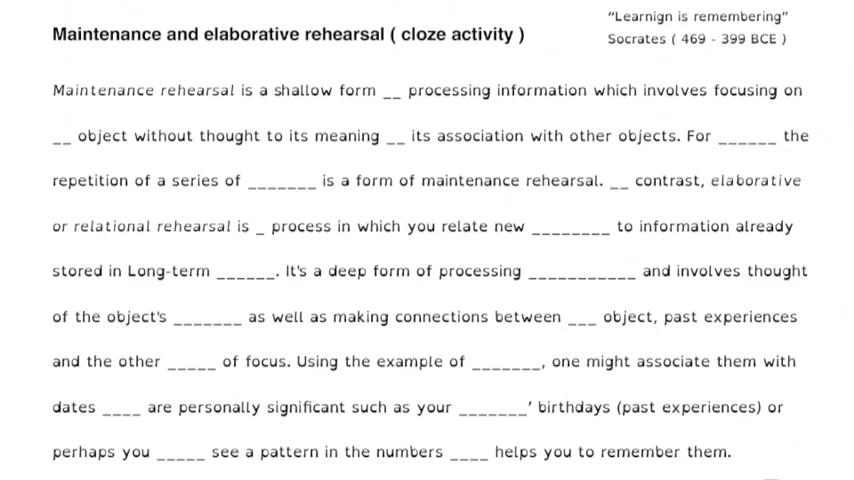 “Learnign is remembering”
Maintenance and elaborative rehearsal ( cloze activity )
Socrates ( 469 - 399 BCE )
Maintenance rehearsal is a shallow form __ processing information which involves focusing on
__ object without thought to its meaning __ its association with other objects. For ______ the
repetition of a series of _______ is a form of maintenance rehearsal. __ contrast, elaborative
or relational rehearsal is _ process in which you relate new ________ to information already
stored in Long-term ______. It's a deep form of processing ___________ and involves thought
of the object's _______ as well as making connections between ___ object, past experiences
and the other _____ of focus. Using the example of _______, one might associate them with
dates ____ are personally significant such as your _______’ birthdays (past experiences) or
perhaps you _____ see a pattern in the numbers ____ helps you to remember them.